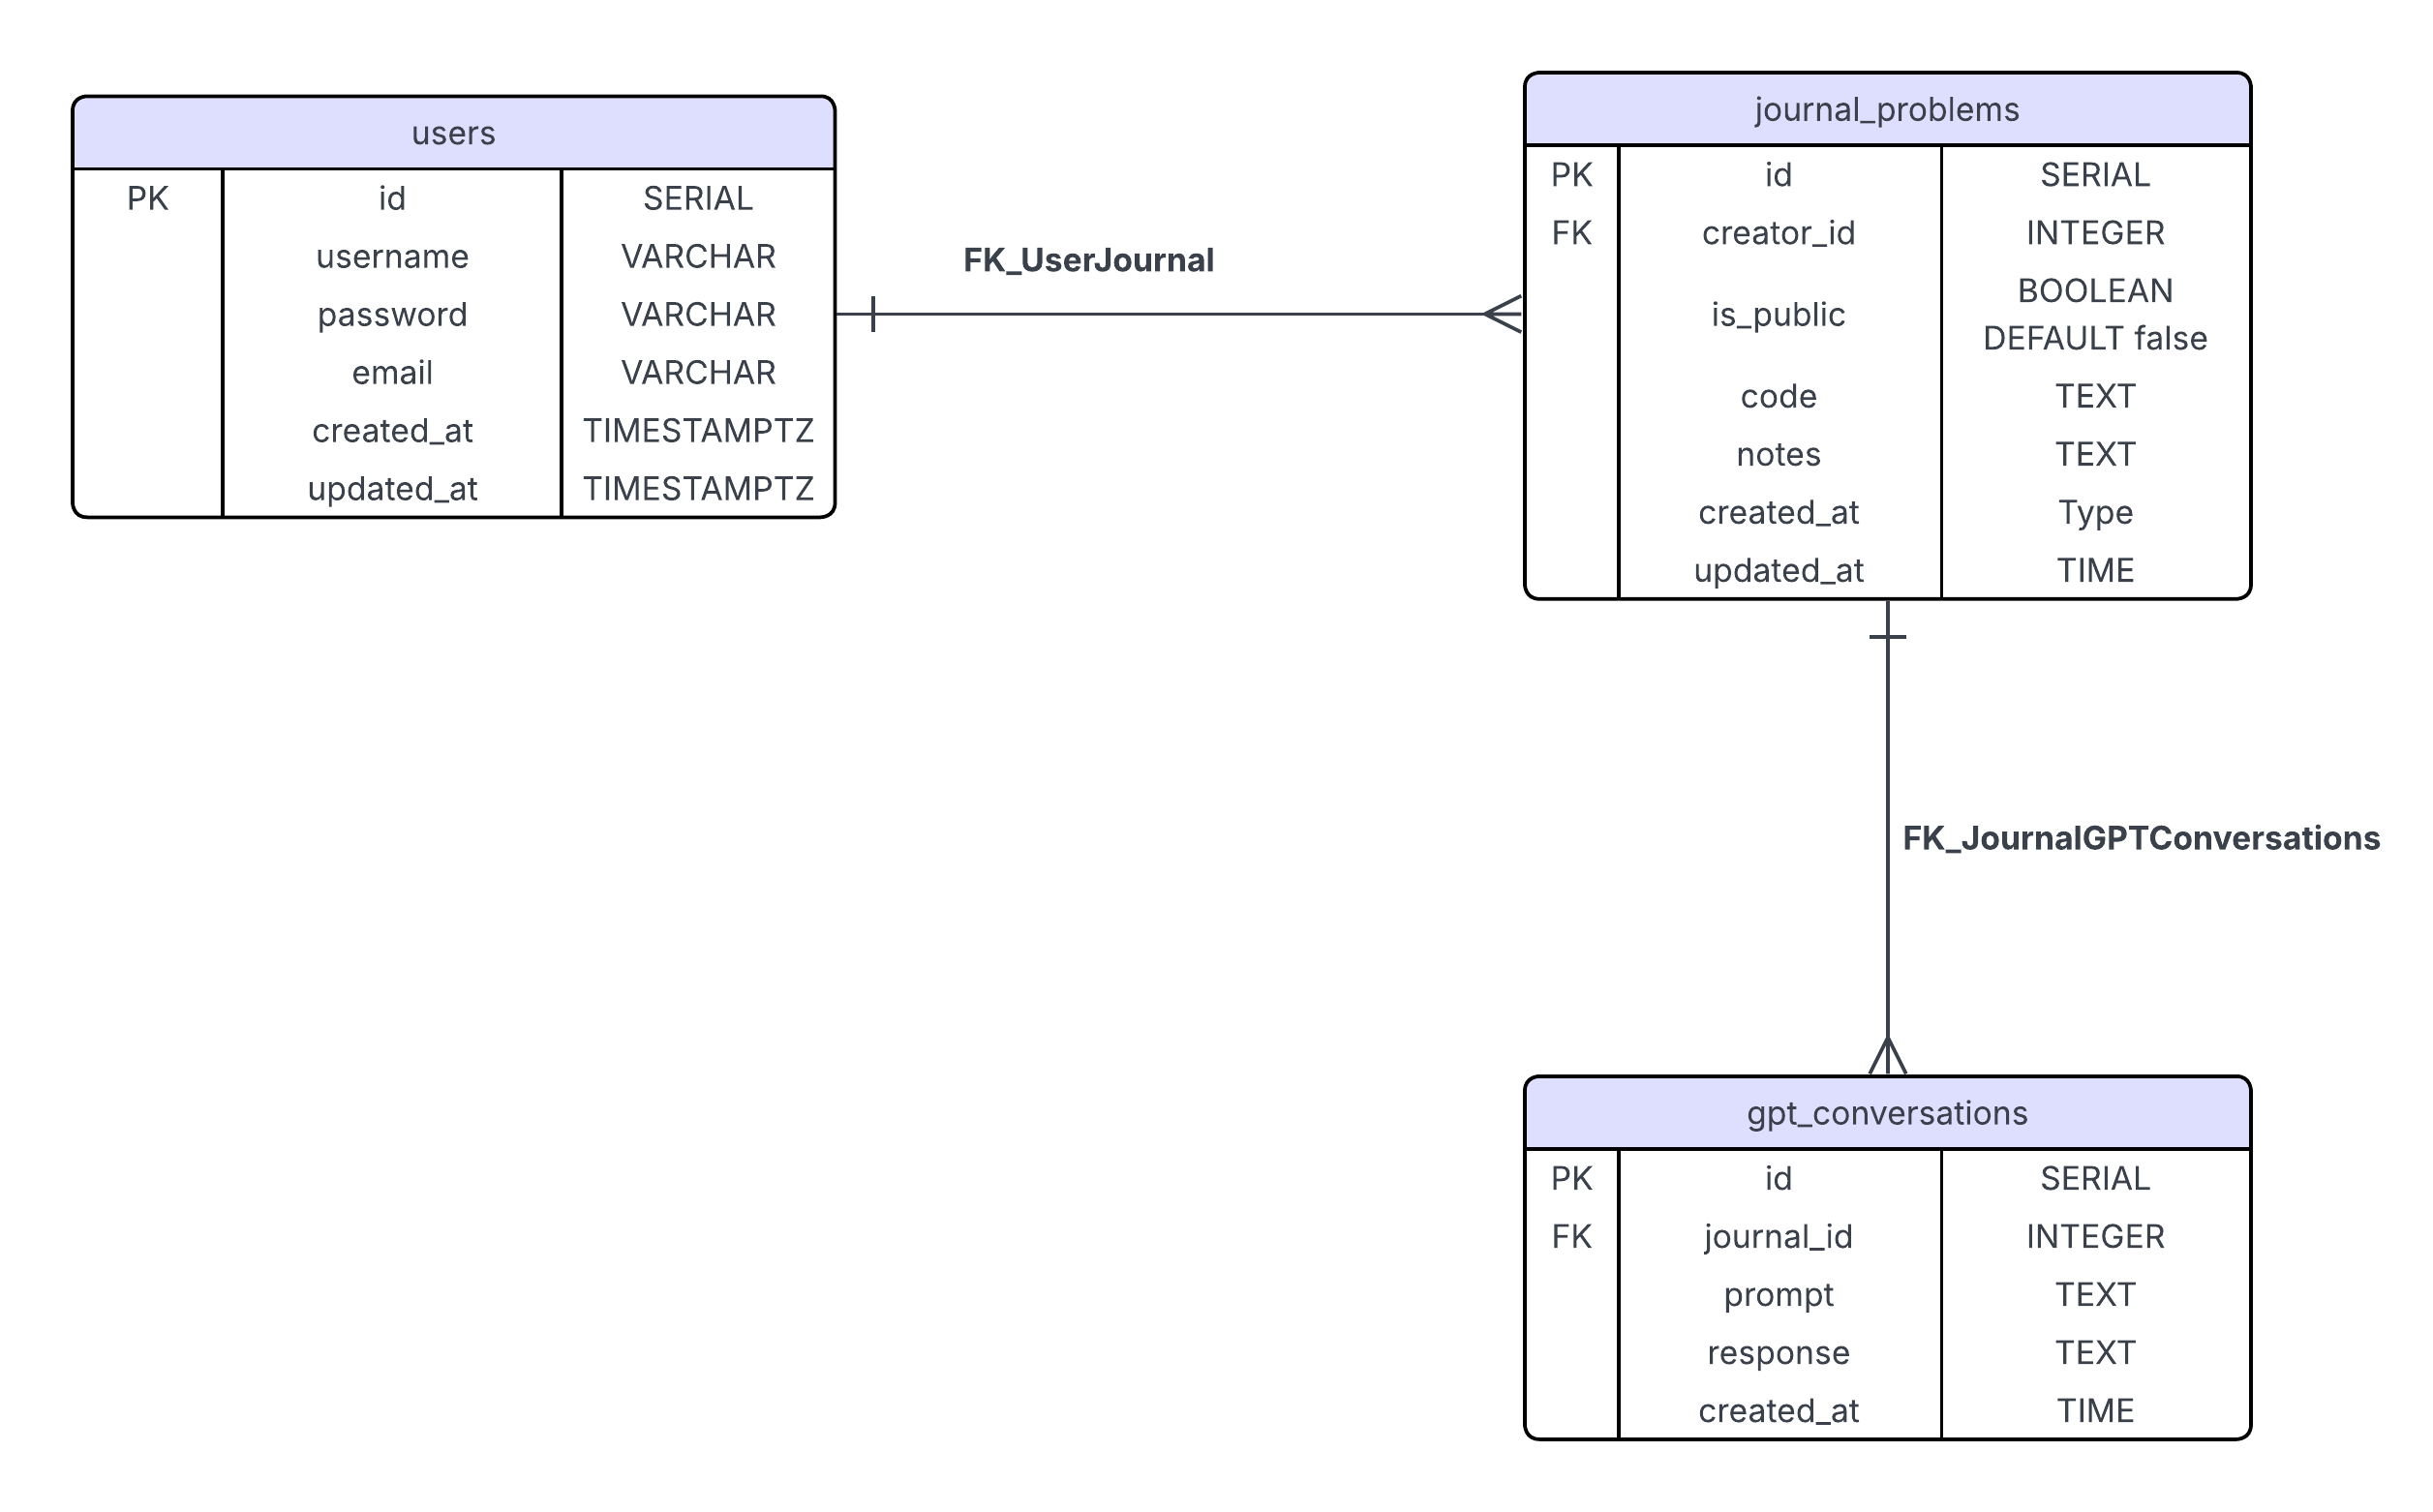 users
PK id SERIAL
username VARCHAR
password VARCHAR
email VARCHAR
created_at TIMESTAMPTZ
updated_at TIMESTAMPTZ
FK_UserJournal
journal_problems
PK id SERIAL
FK creator_id INTEGER
is_public BOOLEAN
DEFAULT false
code TEXT
notes TEXT
created_at Type
updated_at TIME
FK_JournalGPTConversations
gpt_conversations
PK id SERIAL
FK journal_id INTEGER
prompt TEXT
response TEXT
created_at TIME